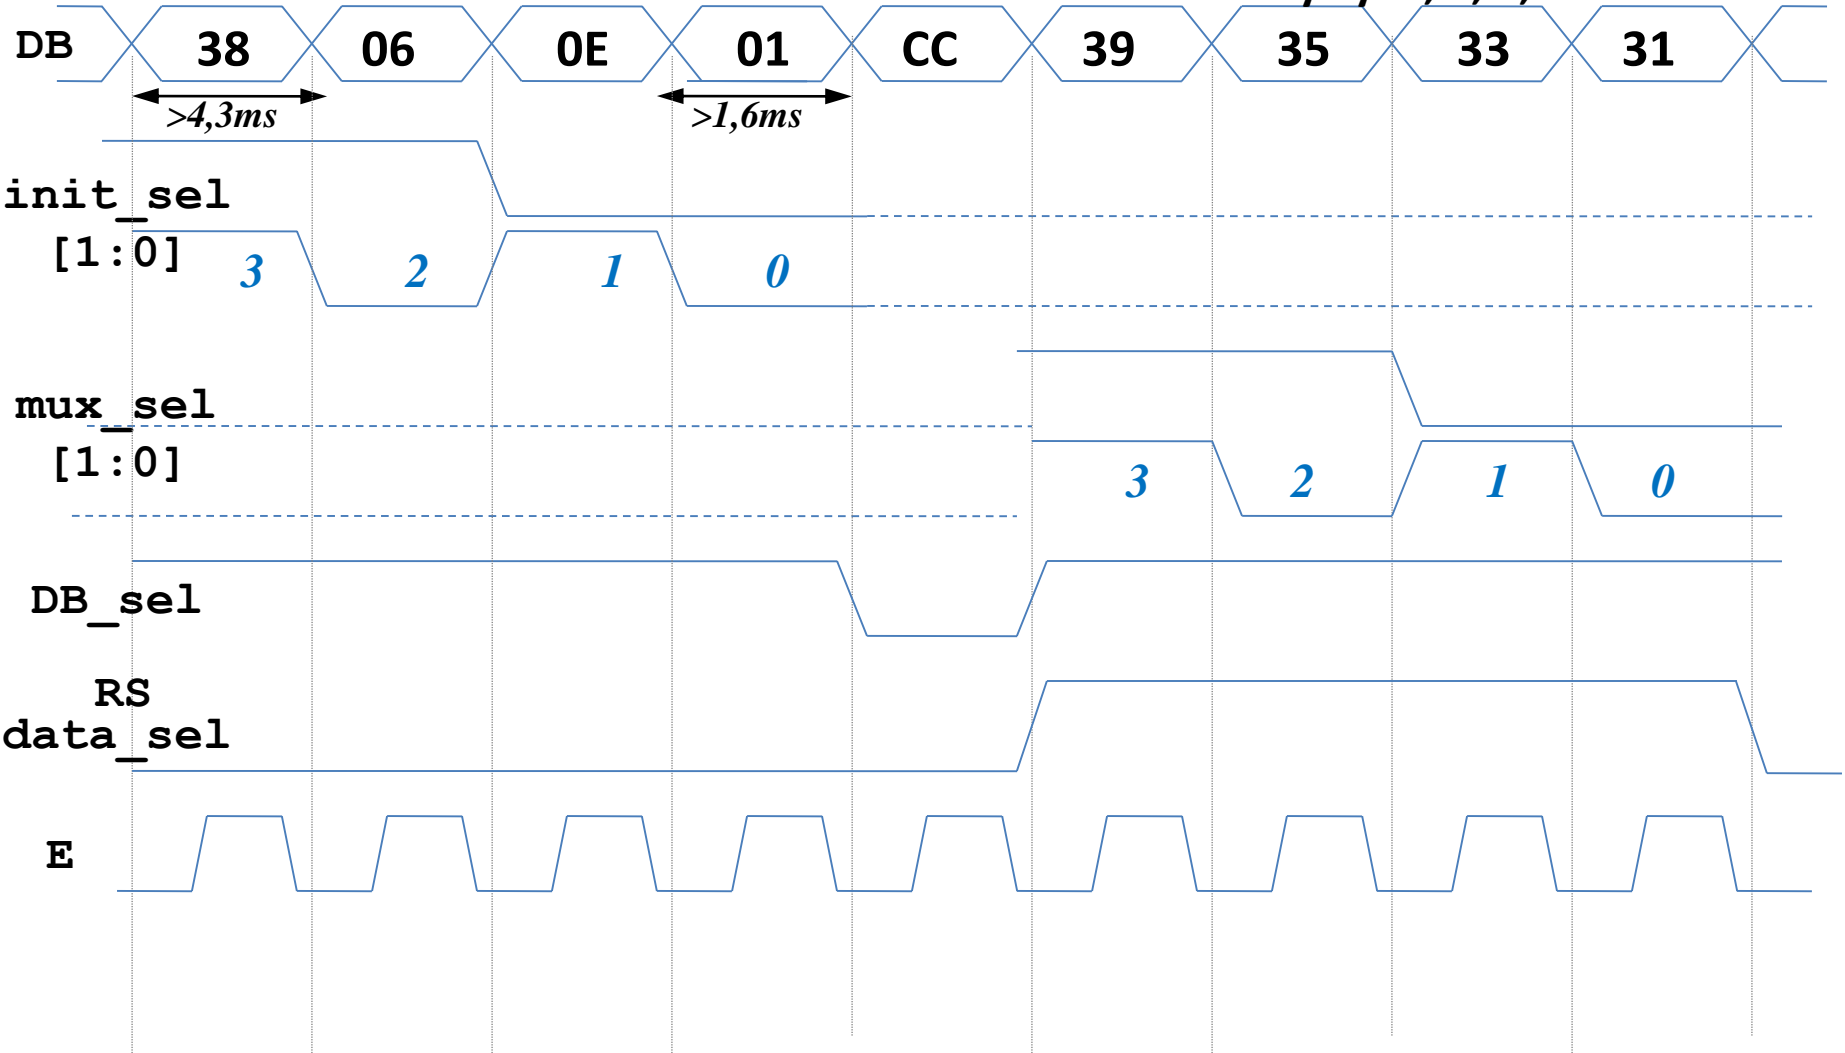 DB 38 06 0E 01 CC 39 35 33 31
>4,3ms >1,6ms
init_sel
[1:0] 3 2 1 0
mux_sel
[1:0] 3 2 1 0
DB_sel
RS
data_sel
E